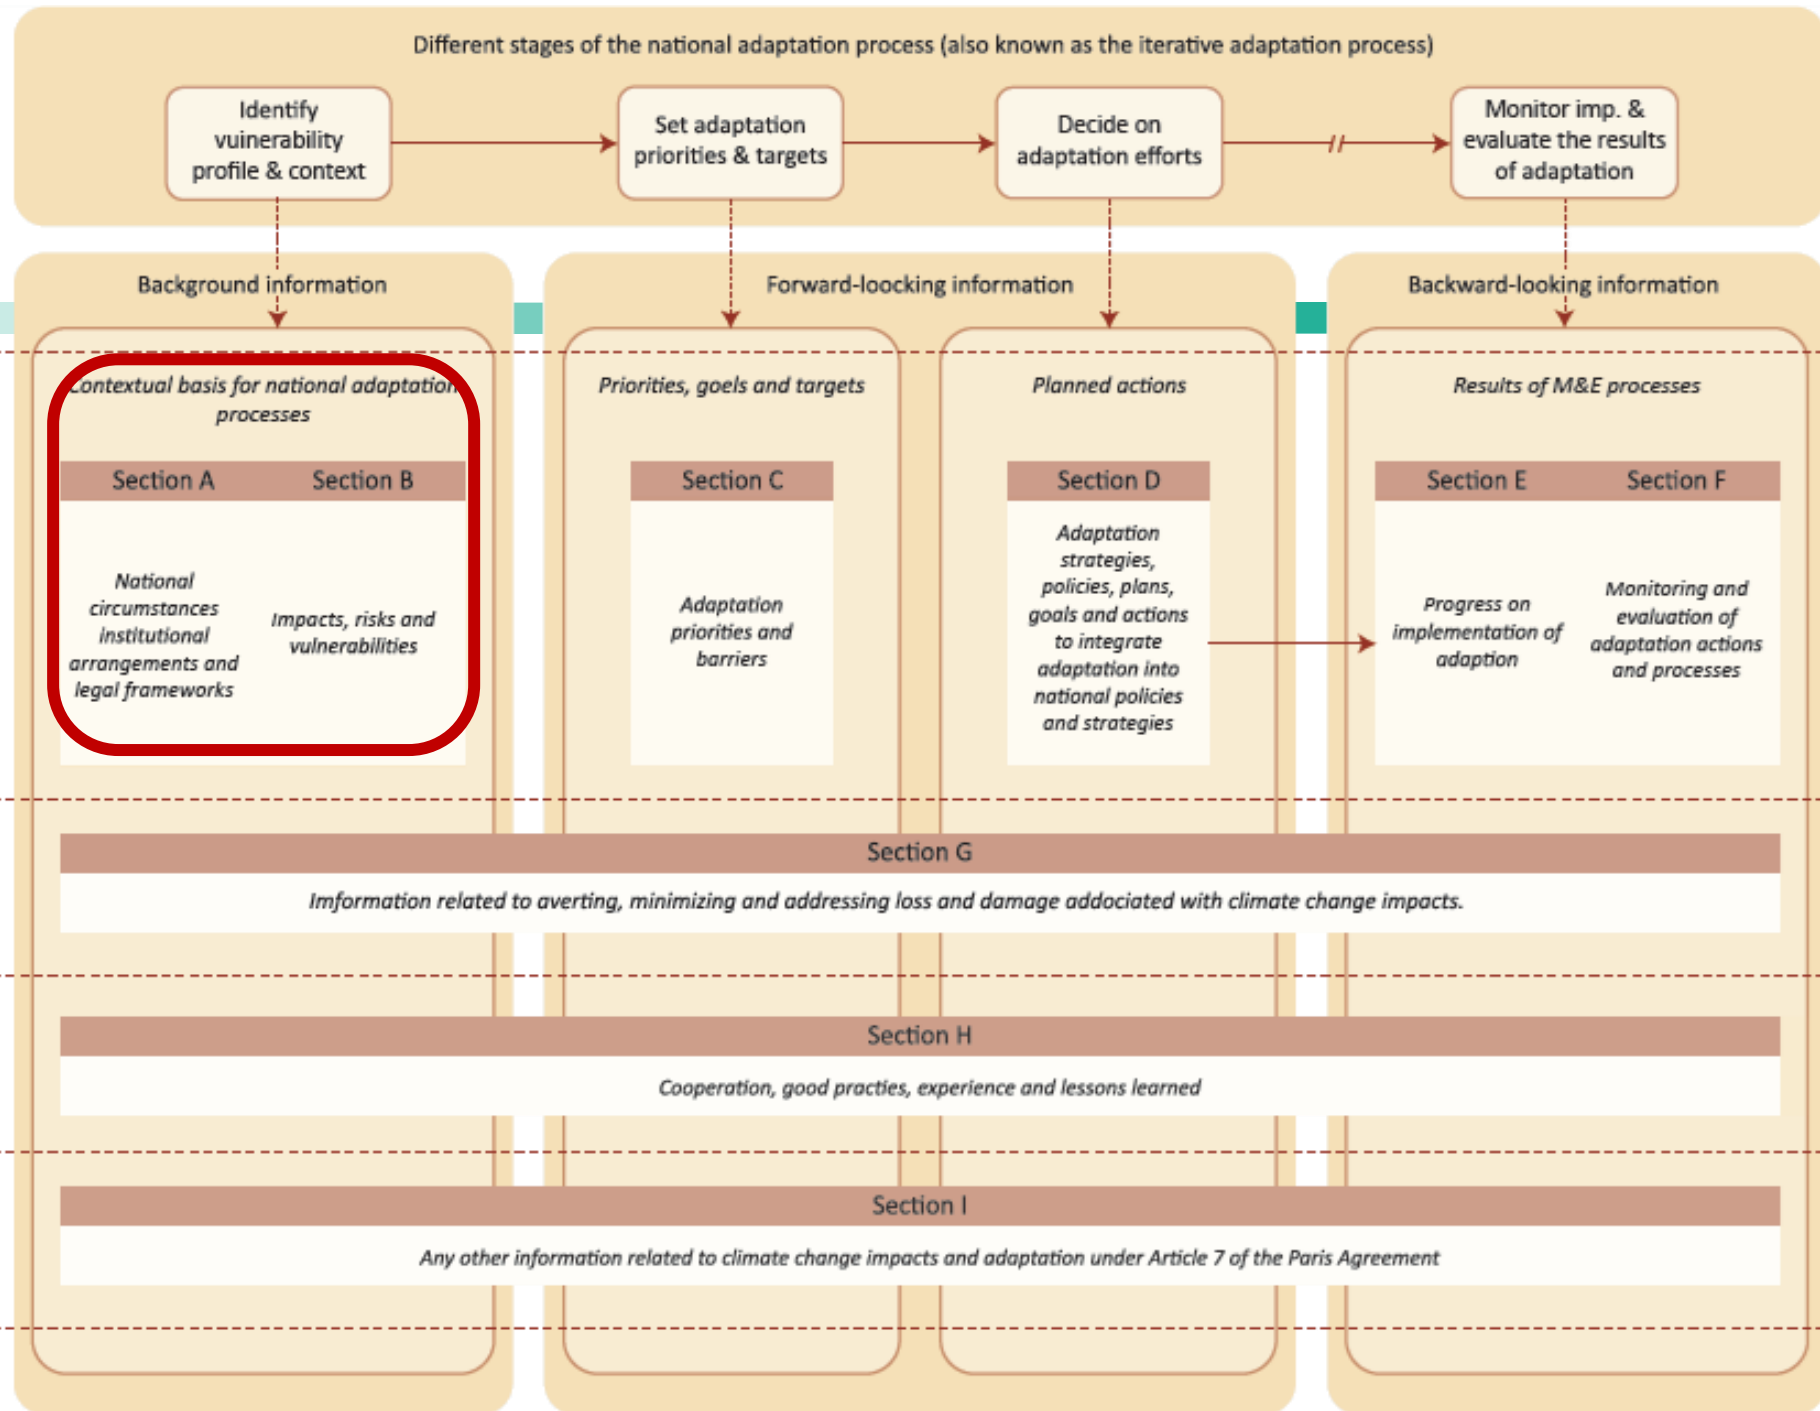 Different stages of the national adaptation process (also known as the iterative adaptation process)
Identify
vuinerability
profile & context
Set adaptation
priorities & targets
Decide on
adaptation efforts
Monitor imp. &
evaluate the results
of adaptation
Background information
Forward-loocking information
Backward-looking information
Contextual basis for national adaptation
processes
Priorities, goels and targets
Planned actions
Results of M&E processes
Section A
Section B
Section C
Section D
Section E
Section F
National
circumstances
institutional
arrangements and
legal frameworks
Impacts, risks and
vulnerabilities
Adaptation
priorities and
barriers
Adaptation
strategies,
policies, plans,
goals and actions
to integrate
adaptation into
national policies
and strategies
Progress on
implementation of
adaption
Monitoring and
evaluation of
adaptation actions
and processes
Section G
Imformation related to averting, minimizing and addressing loss and damage addociated with climate change impacts.
Section H
Cooperation, good practies, experience and lessons learned
Section I
Any other information related to climate change impacts and adaptation under Article 7 of the Paris Agreement